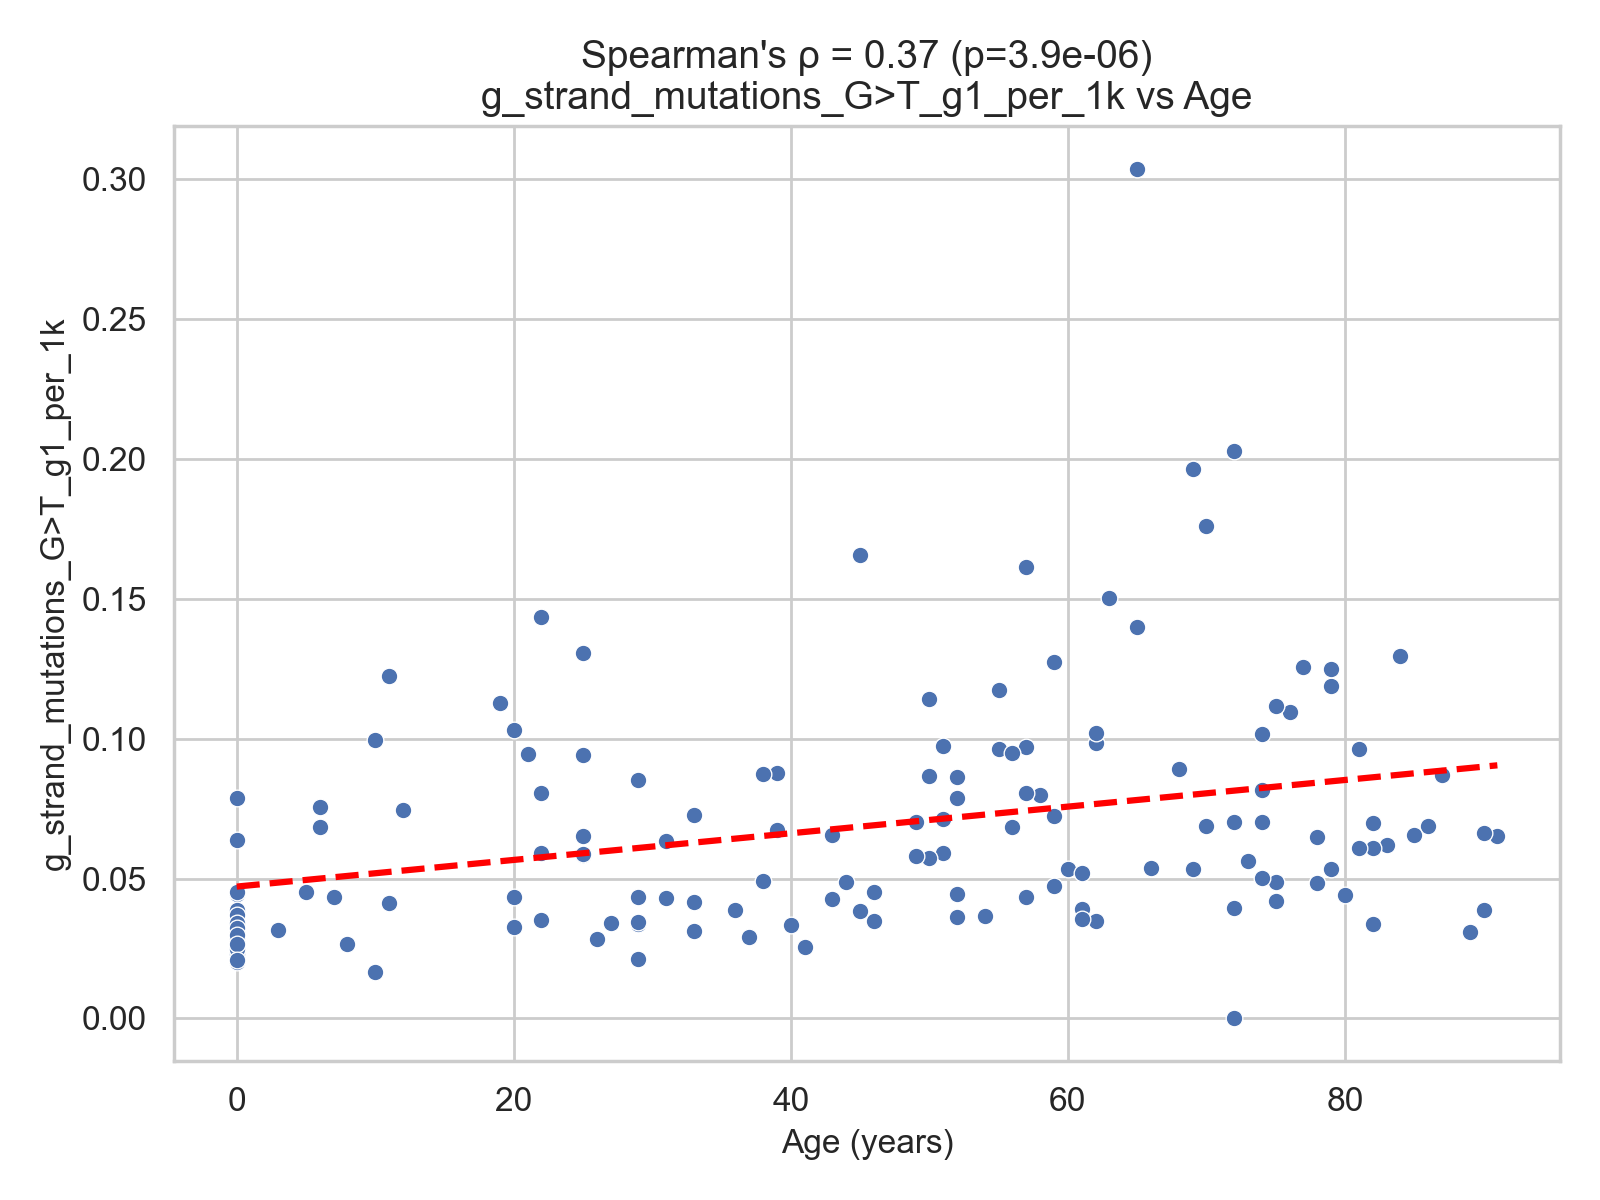 Spearman's ρ = 0.37 (p=3.9e-06)
g_strand_mutations_G>T_g1_per_1k vs Age
g_strand_mutations_G>T_g1_per_1k
0.30
0.25
0.20
0.15
0.10
0.05
0.00
0 20 40 60 80
Age (years)